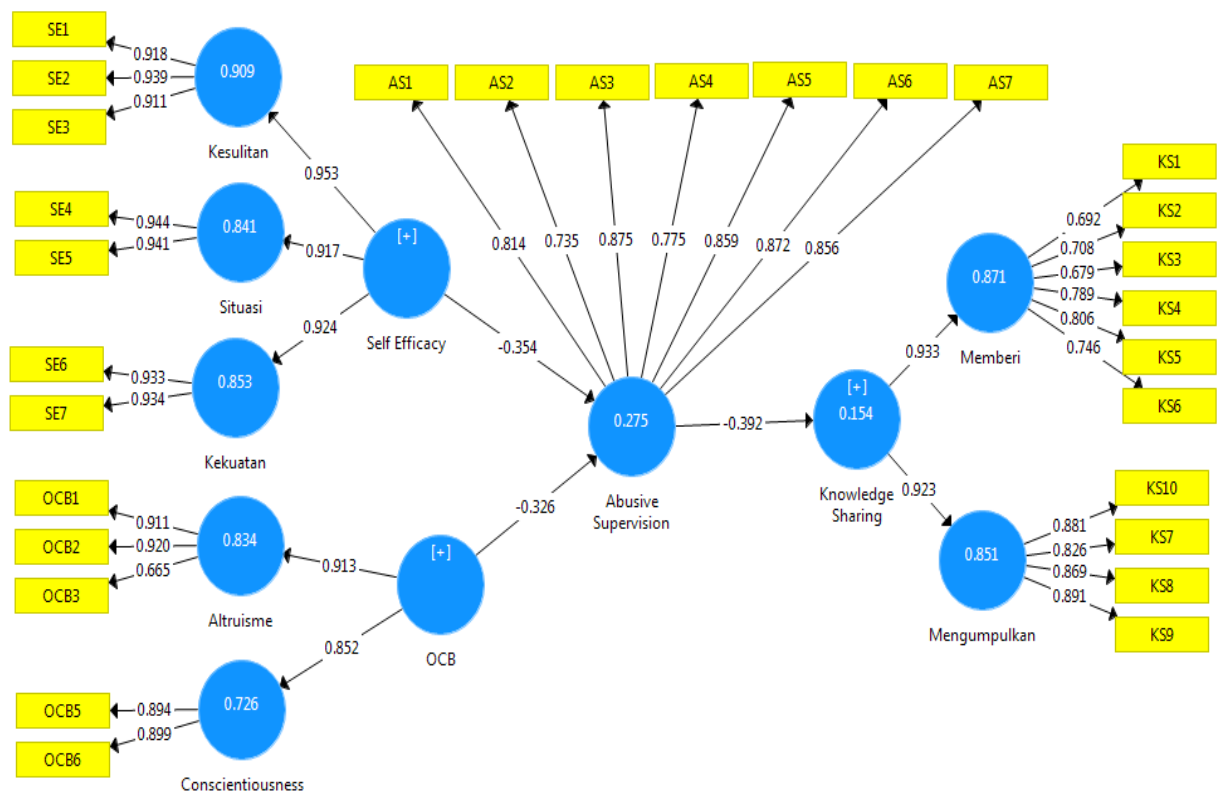 SE1
0.918
SE2
0.939
SE3
0.911
0.909
Kesulitan
0.953
SE4
0.944
SE5
0.941
0.841
Situasi
0.917
SE6
0.933
SE7
0.934
0.853
Kekuatan
0.924
[+]
Self Efficacy
-0.354
OCB1
0.911
OCB2
0.920
OCB3
0.665
0.834
Altruisme
0.913
OCB5
0.894
OCB6
0.899
0.726
Conscientiousness
0.852
[+]
OCB
-0.326
AS1
AS2
AS3
AS4
AS5
AS6
AS7
0.814
0.735
0.875
0.775
0.859
0.872
0.856
0.275
Abusive
Supervision
-0.392
[+]
0.154
Knowledge
Sharing
0.933
0.923
0.871
Memberi
KS1
0.692
KS2
0.708
KS3
0.679
KS4
0.789
KS5
0.806
KS6
0.746
0.851
Mengumpulkan
KS10
0.881
KS7
0.826
KS8
0.869
KS9
0.891